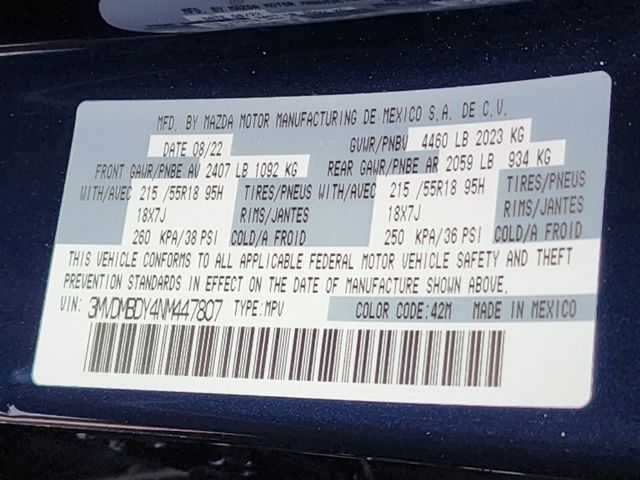 MFD. BY MAZDA MOTOR MANUFACTURING DE MEXICO S.A. DE C.V.
DATE 08/22 GVWR/PNBV 4460 LB 2023 KG
FRONT GAWR/PNBE AV 2407 LB 1092 KG REAR GAWR/PNBE AR 2059 LB 934 KG
WITH/AVEC 215 /55R18 95H TIRES/PNEUS WITH/AVEC 215 /55R18 95H TIRES/PNEUS
18X7J RIMS/JANTES 18X7J RIMS/JANTES
260 KPA/38 PSI COLD/A FROID 250 KPA/36 PSI COLD/A FROID
THIS VEHICLE CONFORMS TO ALL APPLICABLE FEDERAL MOTOR VEHICLE SAFETY AND THEFT
PREVENTION STANDARDS IN EFFECT ON THE DATE OF MANUFACTURE SHOWN ABOVE.
VIN: 3MVDMBDY4NM447807 TYPE:MPV COLOR CODE:42M MADE IN MEXICO